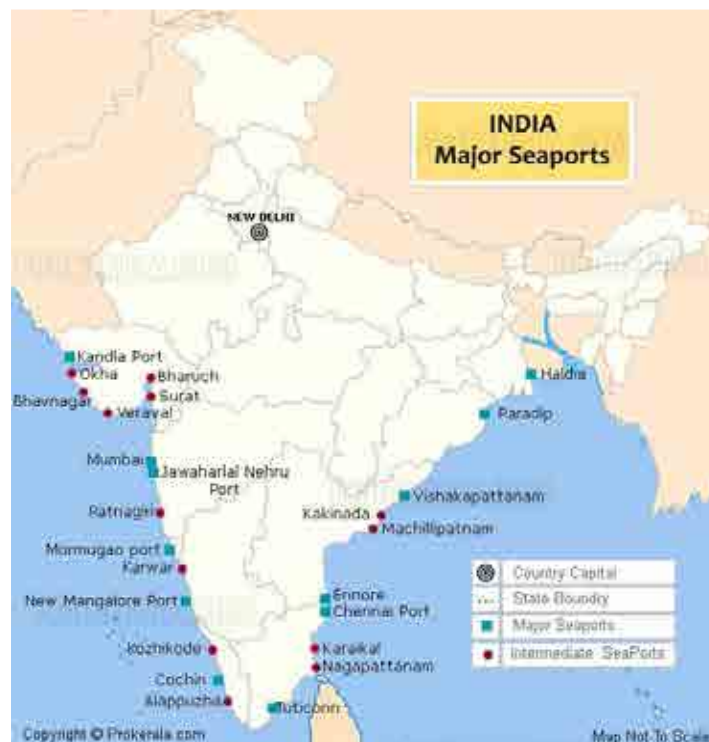 INDIA
Major Seaports
NEW DELHI
Kandla Port
Okha
Bharuch
Haldia
Bhavnagar
Surat
Veraval
Paradip
Mumbai
Jawaharlal Nehru
Port
Vishakapattanam
Ratnagiri
Kakinada
Machillipatnam
Mormugao port
Karwar
Country Capital
New Mangalore Port
Ennore
State Boundry
Chennai Port
Major Seaports
Kozhikode
Karaikal
Intermediate SeaPorts
Nagapattanam
Cochin
Alappuzha
Copyright © Prokerala.com
Map Not To Scale